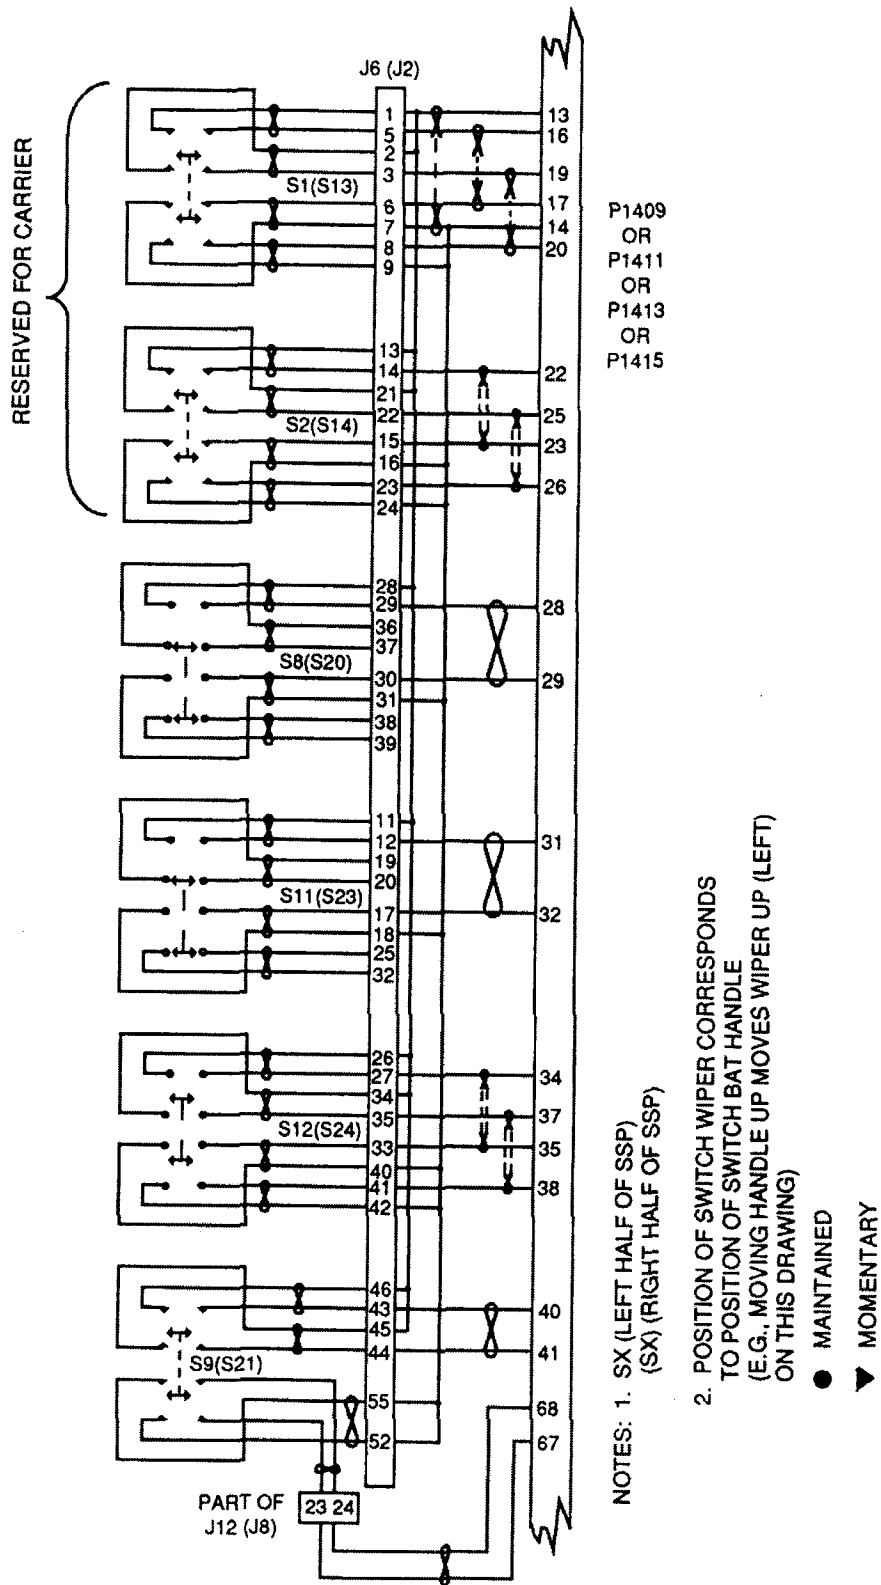 J6 (J2)
RESERVED FOR CARRIER
1
5
2
3
S1(S13)
6
7
8
9
13
16
19
17
14
20
P1409
OR
P1411
OR
P1413
OR
P1415
13
14
21
22
S2(S14)
15
16
23
24
22
25
23
26
28
29
36
37
S8(S20)
30
31
38
39
28
29
11
12
19
20
S11(S23)
17
18
25
32
31
32
26
27
34
35
S12(S24)
33
40
41
42
34
37
35
38
46
43
45
44
S9(S21)
55
52
40
41
68
67
PART OF
J12 (J8)
23 24
NOTES: 1. SX (LEFT HALF OF SSP)
(SX) (RIGHT HALF OF SSP)
2. POSITION OF SWITCH WIPER CORRESPONDS
TO POSITION OF SWITCH BAT HANDLE
(E.G., MOVING HANDLE UP MOVES WIPER UP (LEFT)
ON THIS DRAWING)
MAINTAINED
MOMENTARY